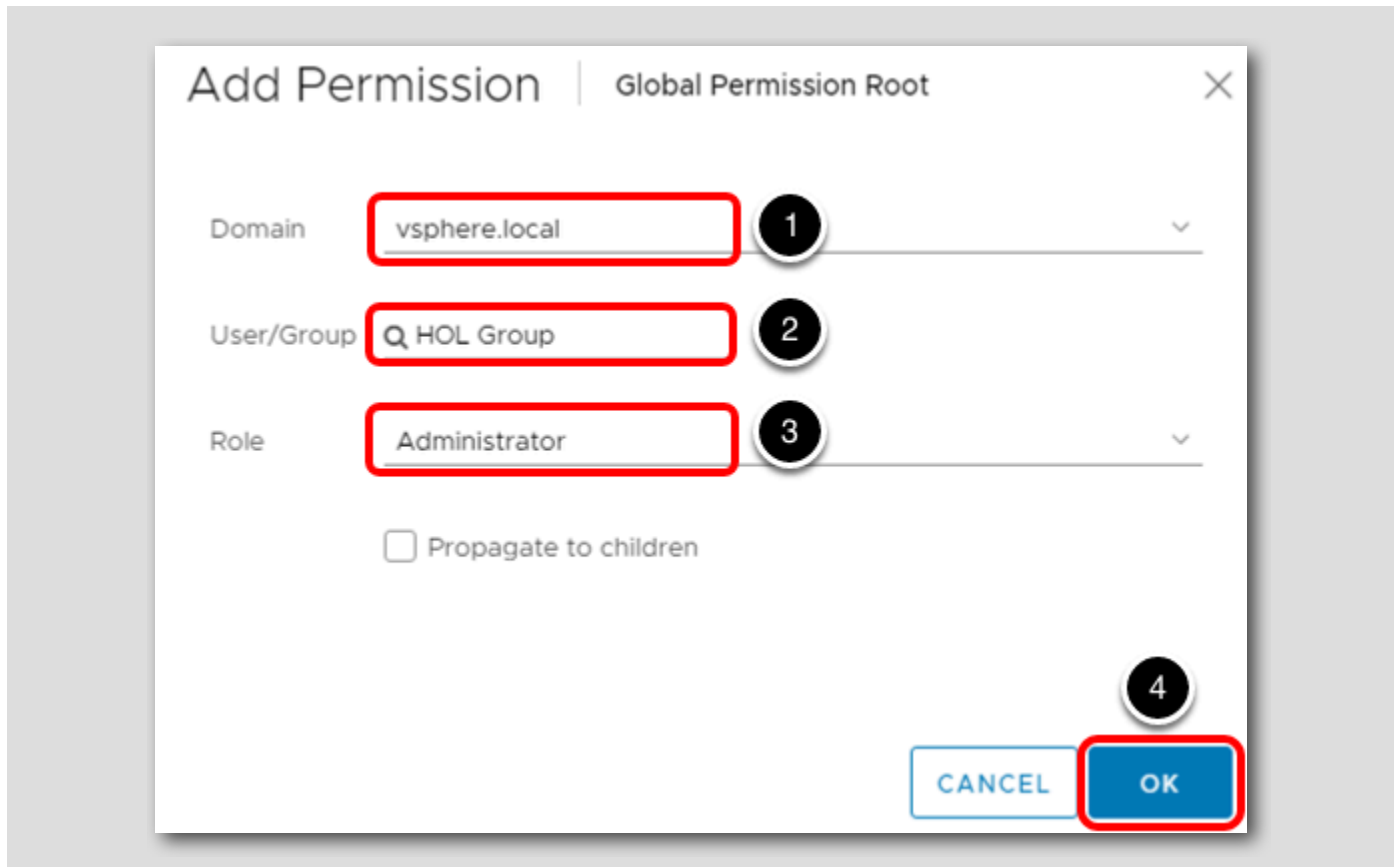 Add Permission Global Permission Root
Domain vsphere.local 1
User/Group HOL Group 2
Role Administrator 3
Propagate to children
4
CANCEL OK